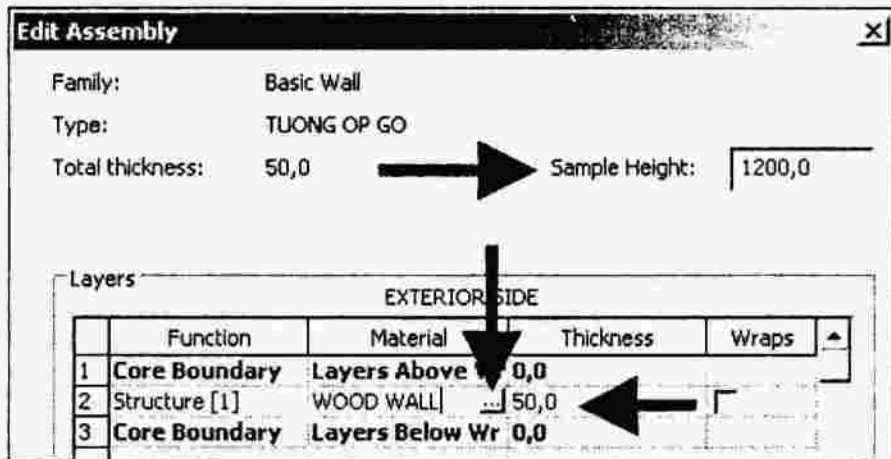 Edit Assembly
Family: Basic Wall
Type: TUONG OP GO
Total thickness: 50,0 Sample Height: 1200,0
Layers
EXTERIOR SIDE
Function Material Thickness Wraps
1 Core Boundary Layers Above 0,0
2 Structure [1] WOOD WALL ... 50,0
3 Core Boundary Layers Below Wr 0,0